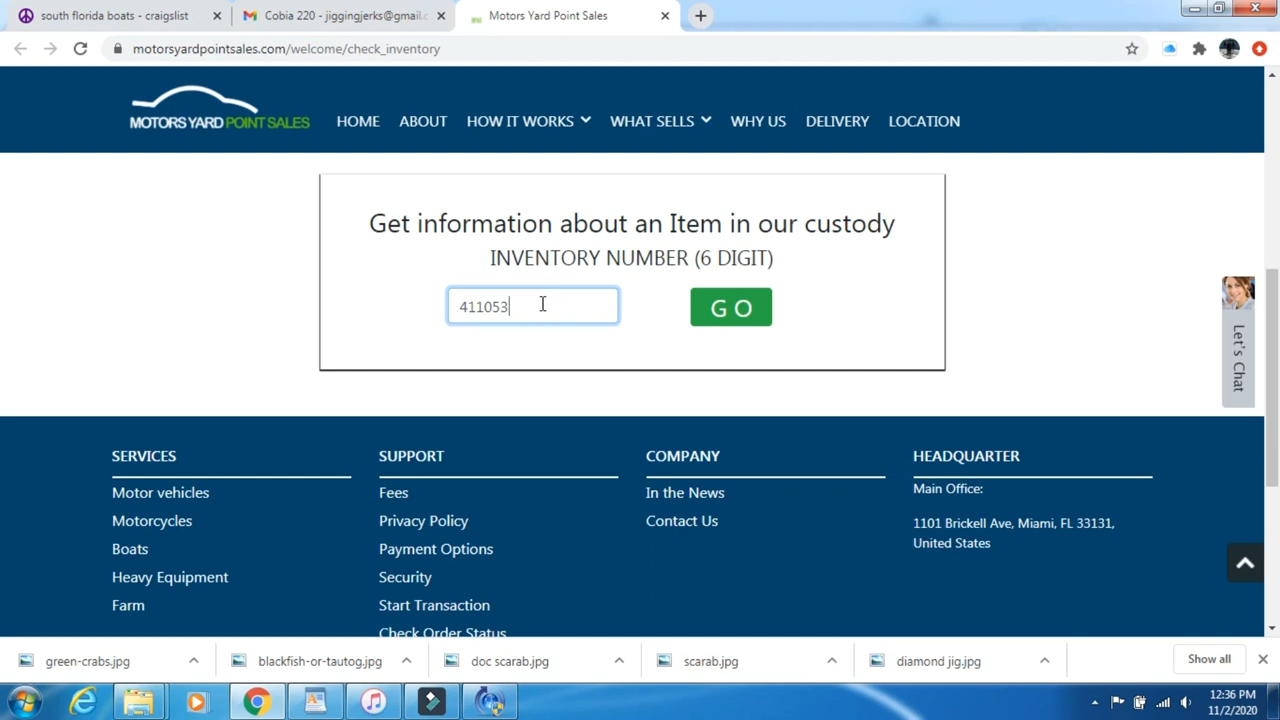 south florida boats - craigslist
Cobia 220 - jiggingjerks@gmail.c
Motors Yard Point Sales
motorsyardpointsales.com/welcome/check_inventory
MOTORS YARD POINT SALES
HOME ABOUT HOW IT WORKS WHAT SELLS WHY US DELIVERY LOCATION
Get information about an Item in our custody
INVENTORY NUMBER (6 DIGIT)
411053
GO
Let's Chat
SERVICES
Motor vehicles
Motorcycles
Boats
Heavy Equipment
Farm
SUPPORT
Fees
Privacy Policy
Payment Options
Security
Start Transaction
Check Order Status
COMPANY
In the News
Contact Us
HEADQUARTER
Main Office:
1101 Brickell Ave, Miami, FL 33131,
United States
green-crabs.jpg
blackfish-or-tautog.jpg
doc scarab.jpg
scarab.jpg
diamond jig.jpg
Show all
12:36 PM
11/2/2020